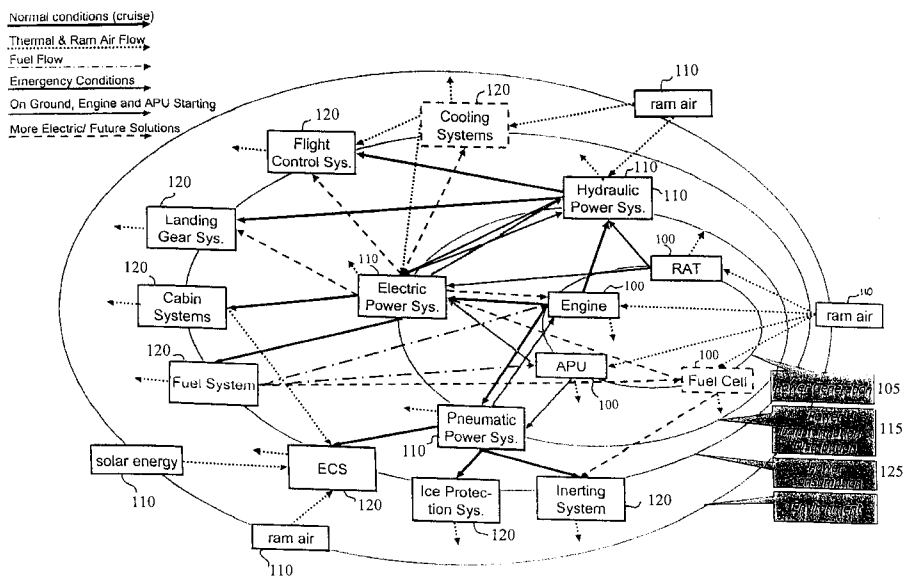 Normal conditions (cruise)
Thermal & Ram Air Flow
Fuel Flow
Emergency Conditions
On Ground, Engine and APU Starting
More Electric/ Future Solutions
110
ram air
120
Cooling
Systems
120
Flight
Control Sys.
110
Hydraulic
Power Sys.
110
120
Landing
Gear Sys.
100
RAT
110
Electric
Power Sys.
100
Engine
120
Cabin
Systems
ram air
120
Fuel System
APU
100
100
Fuel Cell
105
115
125
Pneumatic
Power Sys.
110
solar energy
110
ECS
120
Ice Protec-
tion Sys.
120
Inerting
System
120
ram air
110